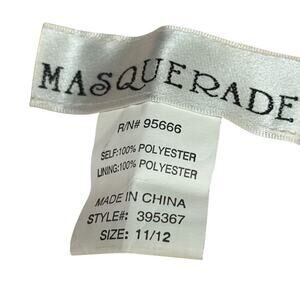 MASQUERADE
R/N# 95666
SELF:100% POLYESTER
LINING:100% POLYESTER
MADE IN CHINA
STYLE#: 395367
SIZE: 11/12